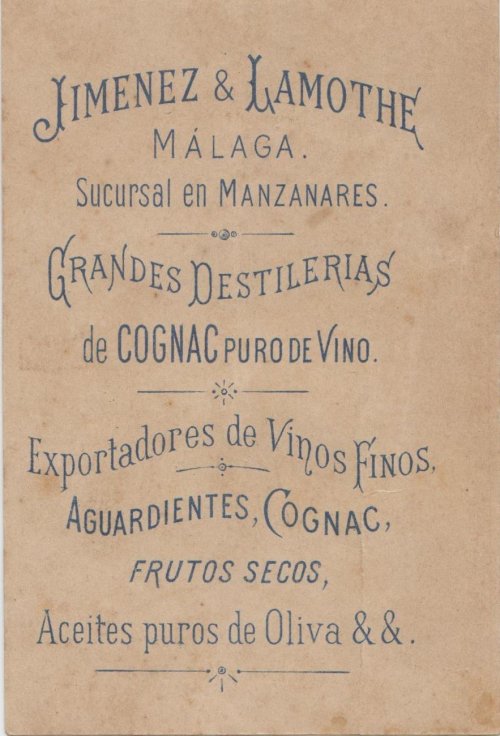 JIMENEZ & LAMOTHE
MÁLAGA.
Sucursal en MANZANARES.
GRANDES DESTILERIAS
de COGNAC PURO DE VINO.
Exportadores de Vinos FINOS,
AGUARDIENTES, COGNAC,
FRUTOS SECOS,
Aceites puros de Oliva & &.